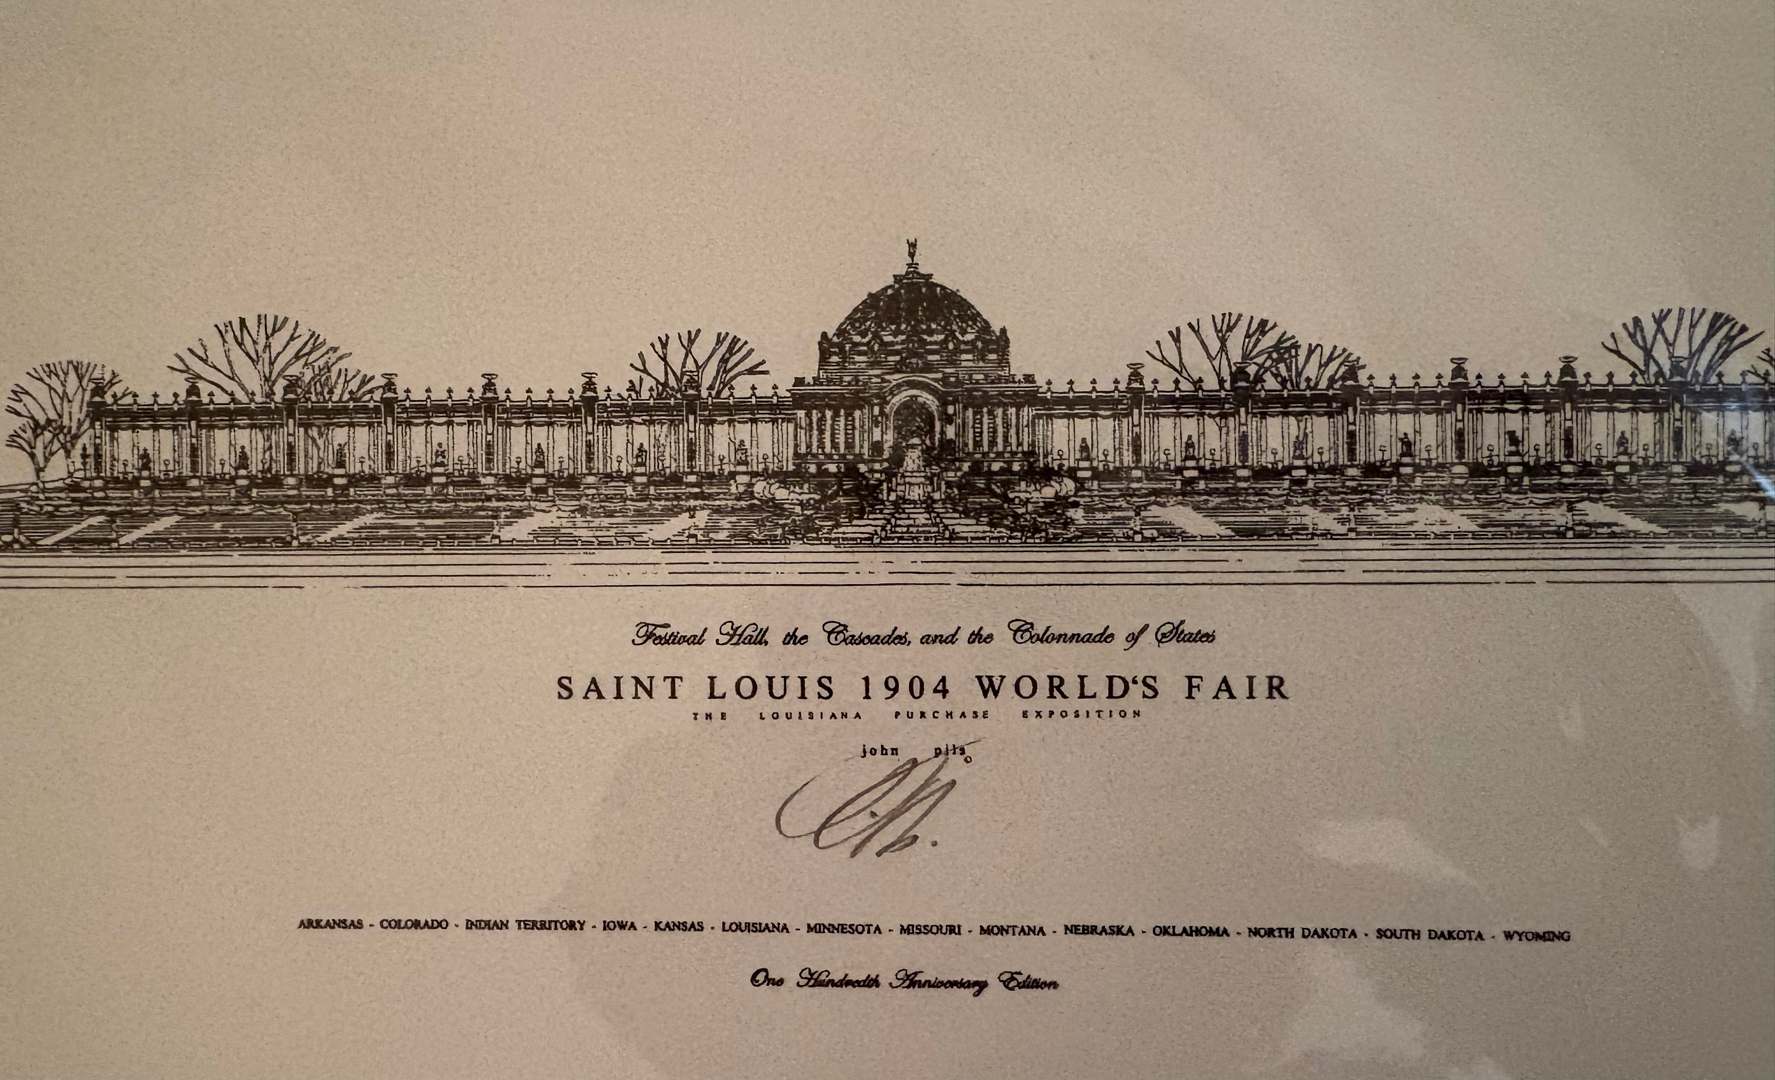 Festival Hall, the Cascades, and the Colonnade of States
SAINT LOUIS 1904 WORLD‘S FAIR
THE LOUISIANA PURCHASE EXPOSITION
john pils ©
ARKANSAS - COLORADO - INDIAN TERRITORY - IOWA - KANSAS - LOUISIANA - MINNESOTA - MISSOURI - MONTANA - NEBRASKA - OKLAHOMA - NORTH DAKOTA - SOUTH DAKOTA - WYOMING
One Hundredth Anniversary Edition